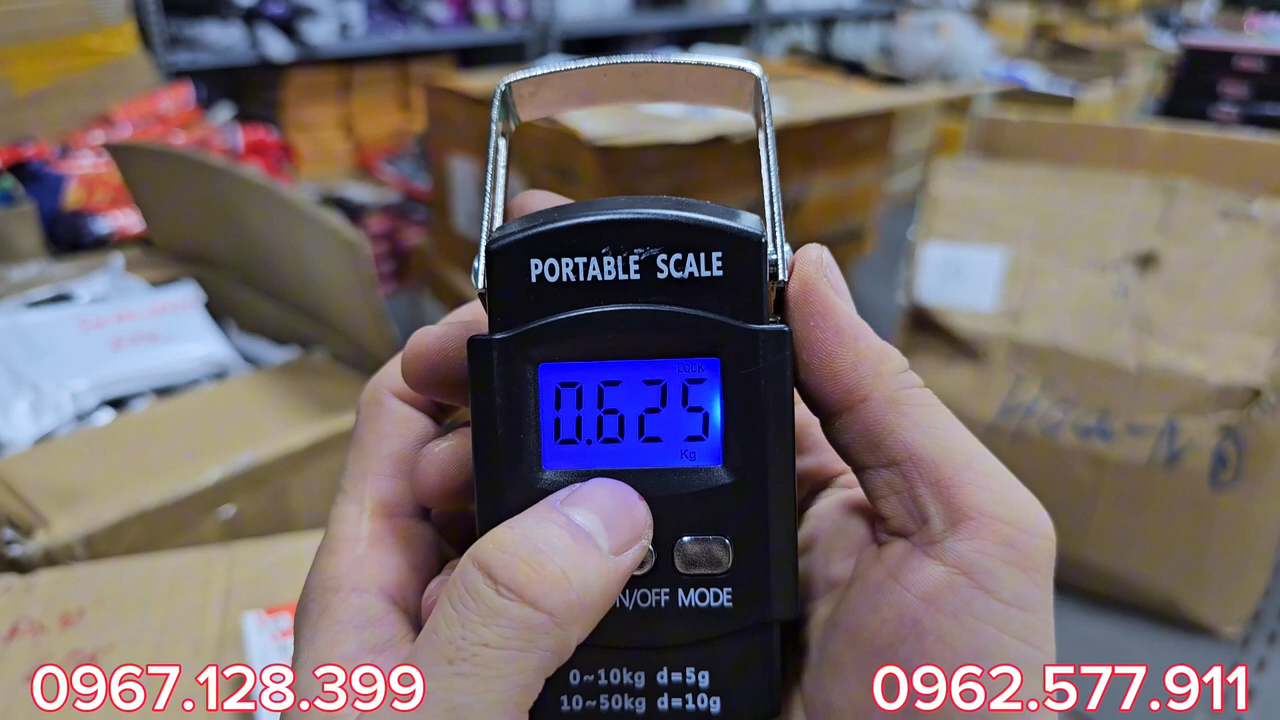 PORTABLE SCALE
LOCK
0.625
Kg
N/OFF MODE
0~10kg d=5g
10~50kg d=10g
0967.128.399
0962.577.911